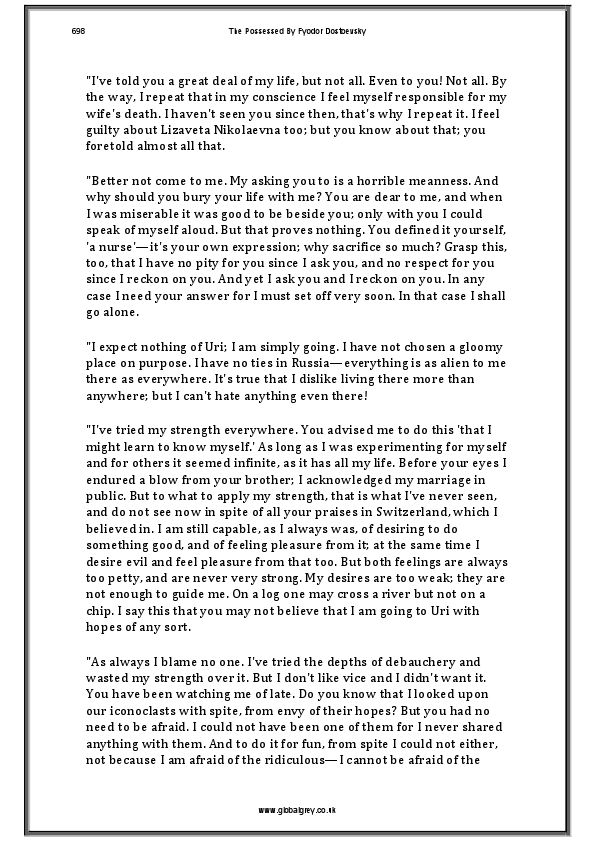 698
The Possessed By Fyodor Dostoevsky
"I've told you a great deal of my life, but not all. Even to you! Not all. By
the way, I repeat that in my conscience I feel myself responsible for my
wife's death. I haven't seen you since then, that's why I repeat it. I feel
guilty about Lizaveta Nikolaevna too; but you know about that; you
foretold almost all that.
"Better not come to me. My asking you to is a horrible meanness. And
why should you bury your life with me? You are dear to me, and when
I was miserable it was good to be beside you; only with you I could
speak of myself aloud. But that proves nothing. You defined it yourself,
'a nurse'—it's your own expression; why sacrifice so much? Grasp this,
too, that I have no pity for you since I ask you, and no respect for you
since I reckon on you. And yet I ask you and I reckon on you. In any
case I need your answer for I must set off very soon. In that case I shall
go alone.
"I expect nothing of Uri; I am simply going. I have not chosen a gloomy
place on purpose. I have no ties in Russia—everything is as alien to me
there as everywhere. It's true that I dislike living there more than
anywhere; but I can't hate anything even there!
"I've tried my strength everywhere. You advised me to do this 'that I
might learn to know myself.' As long as I was experimenting for myself
and for others it seemed infinite, as it has all my life. Before your eyes I
endured a blow from your brother; I acknowledged my marriage in
public. But to what to apply my strength, that is what I've never seen,
and do not see now in spite of all your praises in Switzerland, which I
believed in. I am still capable, as I always was, of desiring to do
something good, and of feeling pleasure from it; at the same time I
desire evil and feel pleasure from that too. But both feelings are always
too petty, and are never very strong. My desires are too weak; they are
not enough to guide me. On a log one may cross a river but not on a
chip. I say this that you may not believe that I am going to Uri with
hopes of any sort.
"As always I blame no one. I've tried the depths of debauchery and
wasted my strength over it. But I don't like vice and I didn't want it.
You have been watching me of late. Do you know that I looked upon
our iconoclasts with spite, from envy of their hopes? But you had no
need to be afraid. I could not have been one of them for I never shared
anything with them. And to do it for fun, from spite I could not either,
not because I am afraid of the ridiculous—I cannot be afraid of the
www.globalgrey.co.uk